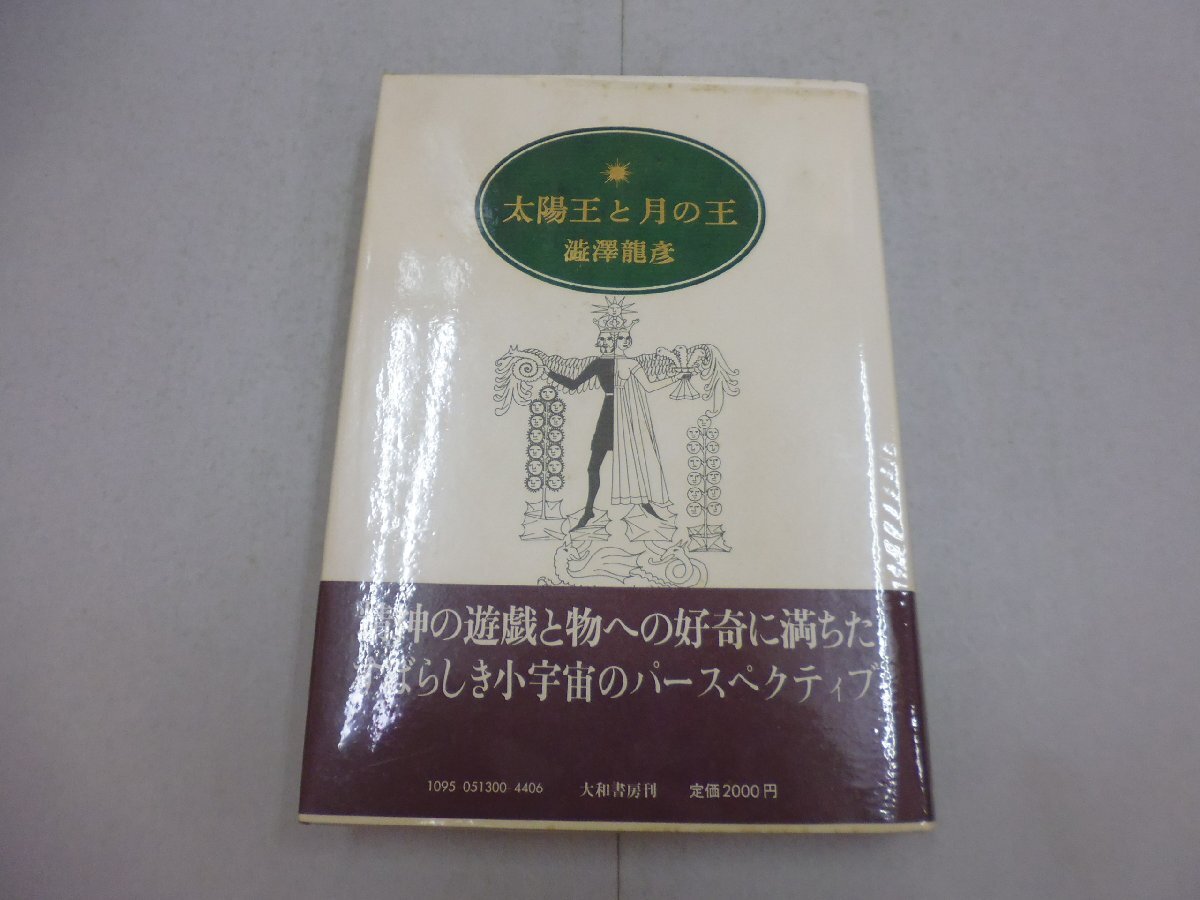 太陽王と月の王
澁澤龍彦
精神の遊戯と物への好奇に満ちた
すばらしき小宇宙のパースペクティブ
1095 051300 4406 大和書房刊 定価2000円